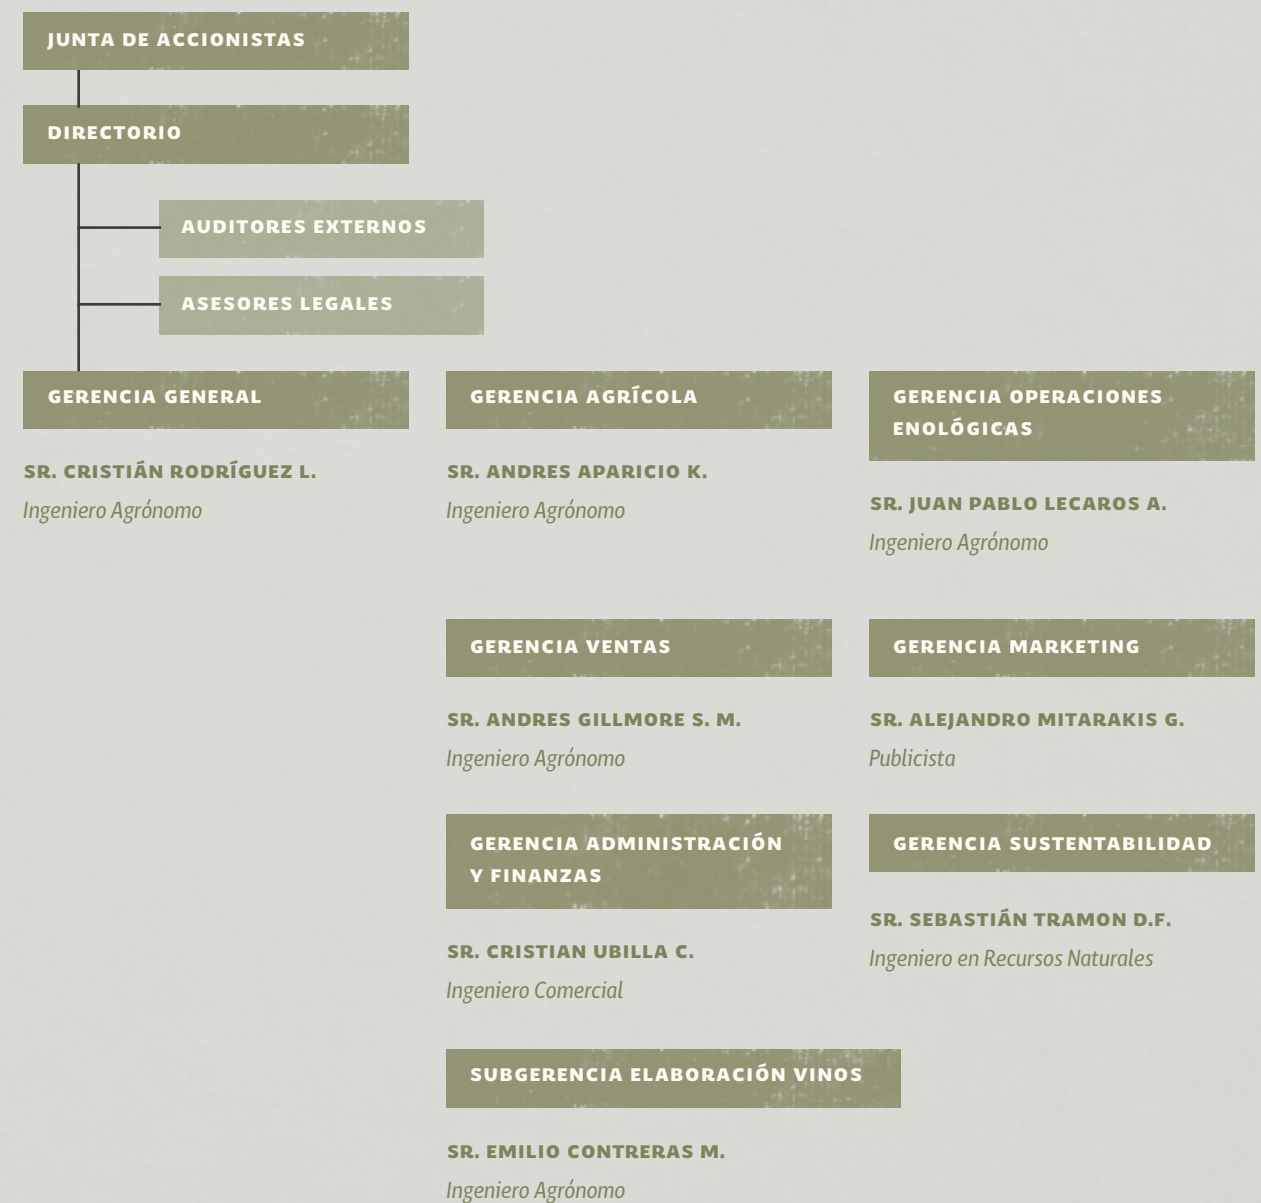 JUNTA DE ACCIONISTAS
DIRECTORIO
AUDITORES EXTERNOS
ASESORES LEGALES
GERENCIA GENERAL
SR. CRISTIÁN RODRÍGUEZ L.
Ingeniero Agrónomo
GERENCIA AGRÍCOLA
SR. ANDRES APARICIO K.
Ingeniero Agrónomo
GERENCIA OPERACIONES
ENOLÓGICAS
SR. JUAN PABLO LECAROS A.
Ingeniero Agrónomo
GERENCIA VENTAS
SR. ANDRES GILLMORE S. M.
Ingeniero Agrónomo
GERENCIA MARKETING
SR. ALEJANDRO MITARAKIS G.
Publicista
GERENCIA ADMINISTRACIÓN
Y FINANZAS
SR. CRISTIAN UBILLA C.
Ingeniero Comercial
GERENCIA SUSTENTABILIDAD
SR. SEBASTIÁN TRAMON D.F.
Ingeniero en Recursos Naturales
SUBGERENCIA ELABORACIÓN VINOS
SR. EMILIO CONTRERAS M.
Ingeniero Agrónomo